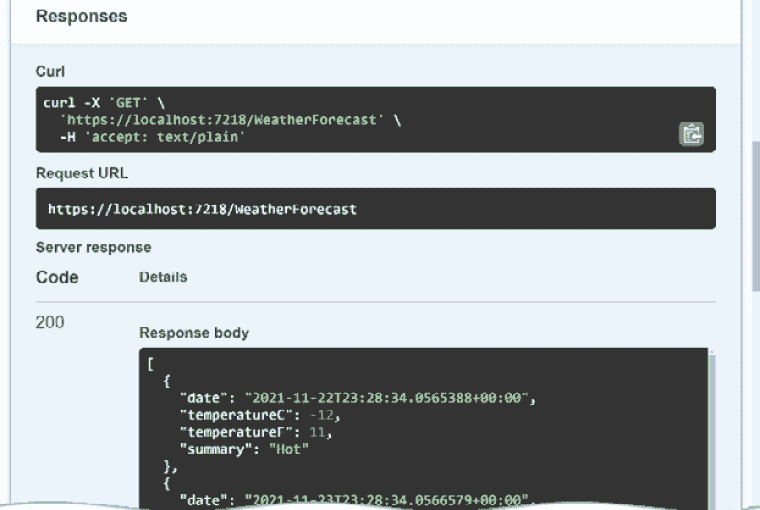 Responses
Curl
curl -X 'GET' \
'https://localhost:7218/WeatherForecast' \
-H 'accept: text/plain'
Request URL
https://localhost:7218/WeatherForecast
Server response
Code Details
200
Response body
[
{
"date": "2021-11-22T23:28:34.0565388+00:00",
"temperatureC": -12,
"temperatureF": 11,
"summary": "Hot"
},
{
"date": "2021-11-23T23:28:34.0566579+00:00",